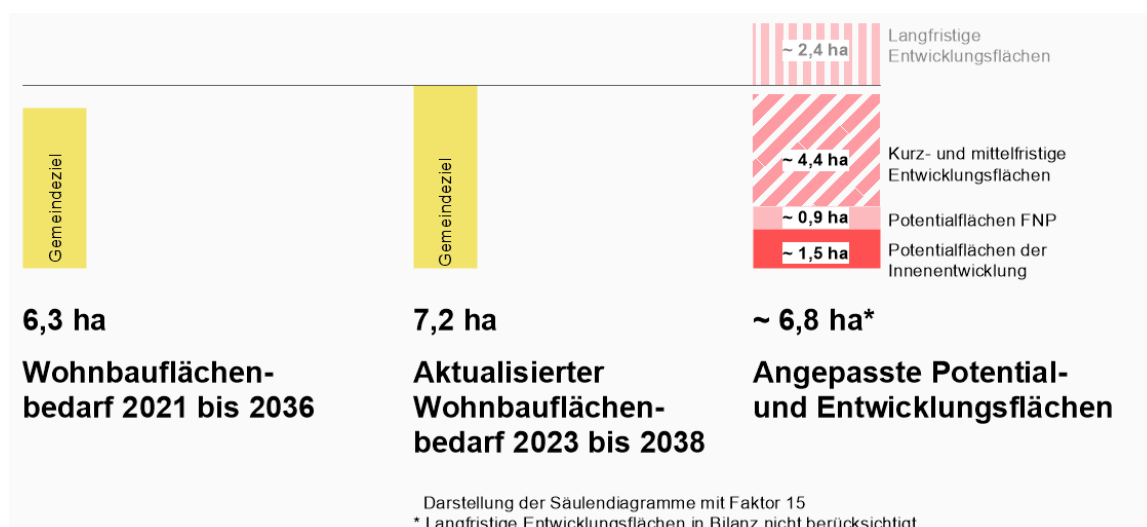 ~ 2,4 ha
Langfristige
Entwicklungsflächen
Gemeindeziel
Gemeindeziel
~ 4,4 ha
Kurz- und mittelfristige
Entwicklungsflächen
~ 0,9 ha
Potentialflächen FNP
~ 1,5 ha
Potentialflächen der
Innenentwicklung
6,3 ha
Wohnbauflächen-
bedarf 2021 bis 2036
7,2 ha
Aktualisierter
Wohnbauflächen-
bedarf 2023 bis 2038
~ 6,8 ha*
Angepasste Potential-
und Entwicklungsflächen
Darstellung der Säulendiagramme mit Faktor 15
* Langfristige Entwicklungsflächen in Bilanz nicht berücksichtigt